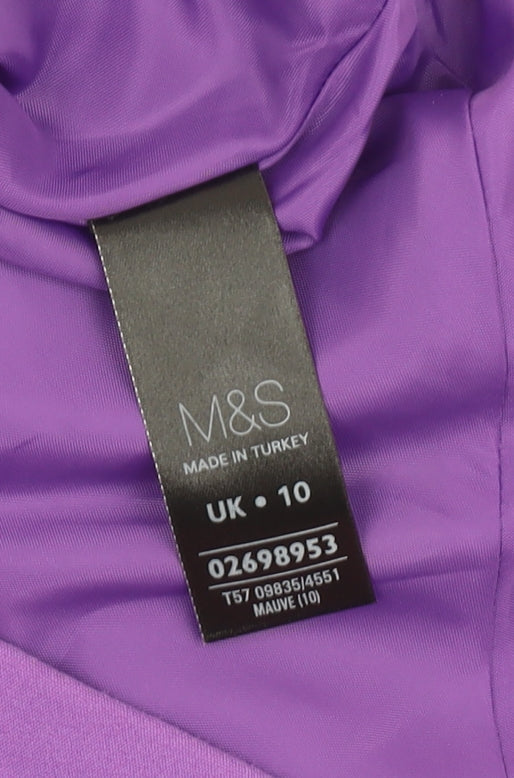 M&S
MADE IN TURKEY
UK • 10
02698953
T57 09835/4551
MAUVE (10)